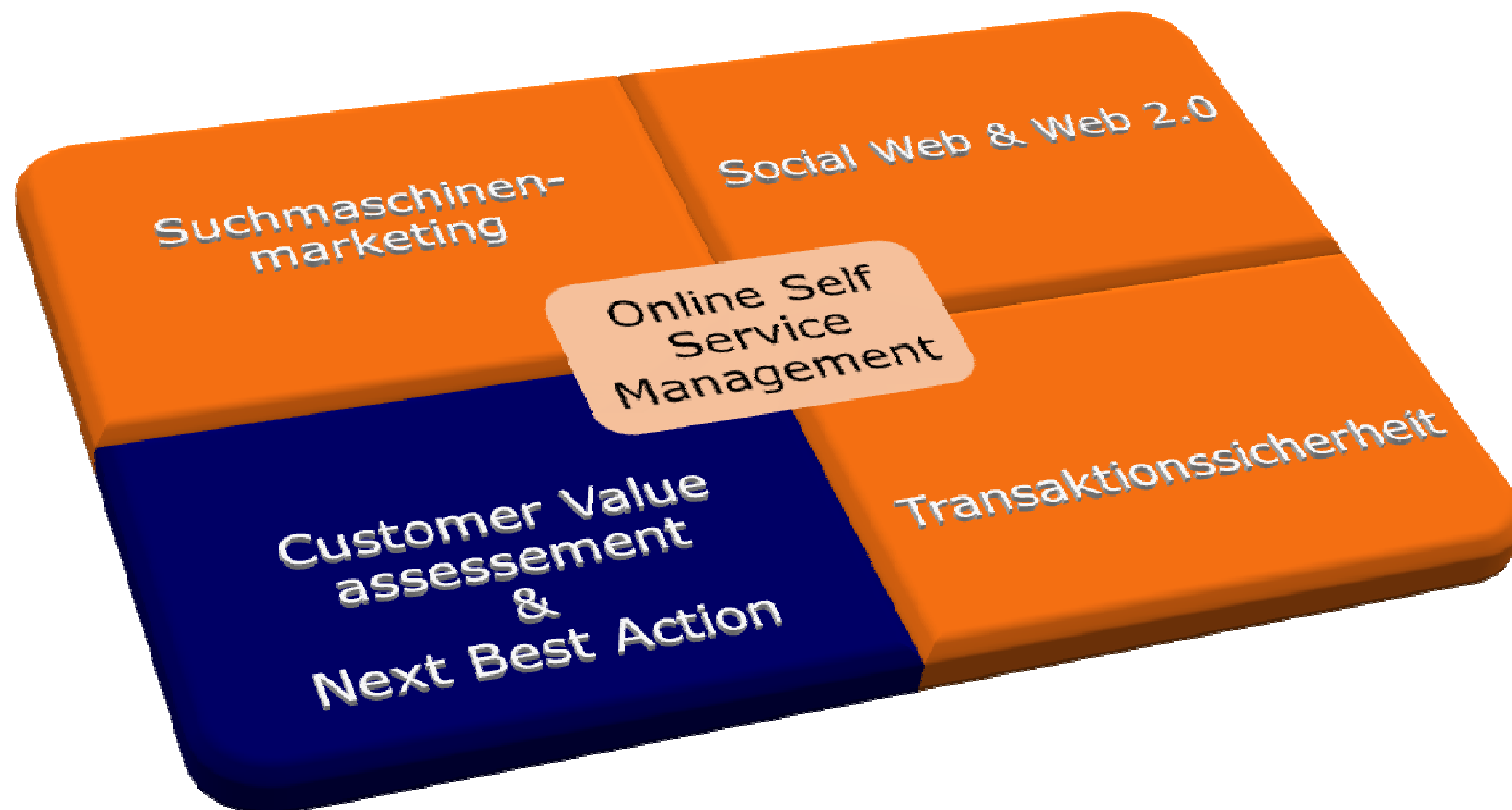 Suchmaschinen-
marketing
Social Web & Web 2.0
Online Self
Service
Management
Customer Value
assessement
&
Next Best Action
Transaktionssicherheit